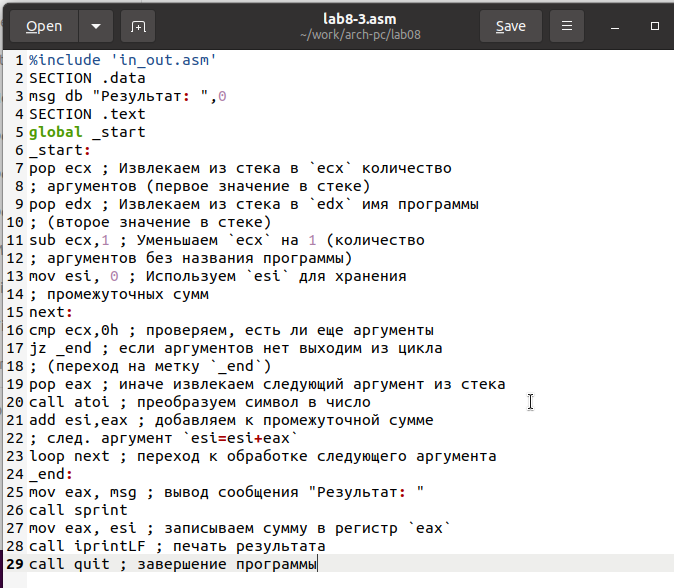 Open
lab8-3.asm
~/work/arch-pc/lab08
Save
1 %include 'in_out.asm'
2 SECTION .data
3 msg db "Результат: ",0
4 SECTION .text
5 global _start
6 _start:
7 pop ecx ; Извлекаем из стека в `ecx` количество
8 ; аргументов (первое значение в стеке)
9 pop edx ; Извлекаем из стека в `edx` имя программы
10 ; (второе значение в стеке)
11 sub ecx,1 ; Уменьшаем `ecx` на 1 (количество
12 ; аргументов без названия программы)
13 mov esi, 0 ; Используем `esi` для хранения
14 ; промежуточных сумм
15 next:
16 cmp ecx,0h ; проверяем, есть ли еще аргументы
17 jz _end ; если аргументов нет выходим из цикла
18 ; (переход на метку `_end`)
19 pop eax ; иначе извлекаем следующий аргумент из стека
20 call atoi ; преобразуем символ в число
21 add esi,eax ; добавляем к промежуточной сумме
22 ; след. аргумент `esi=esi+eax`
23 loop next ; переход к обработке следующего аргумента
24 _end:
25 mov eax, msg ; вывод сообщения "Результат: "
26 call sprint
27 mov eax, esi ; записываем сумму в регистр `eax`
28 call iprintLF ; печать результата
29 call quit ; завершение программы